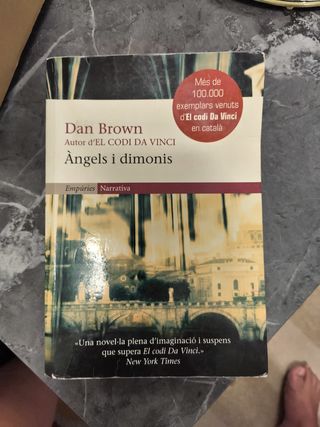 Més de
100.000
exemplars venuts
d'El codi Da Vinci
en català
Dan Brown
Autor d'EL CODI DA VINCI
Àngels i dimonis
Empúries Narrativa
«Una novel·la plena d'imaginació i suspens
que supera El codi Da Vinci.»
New York Times